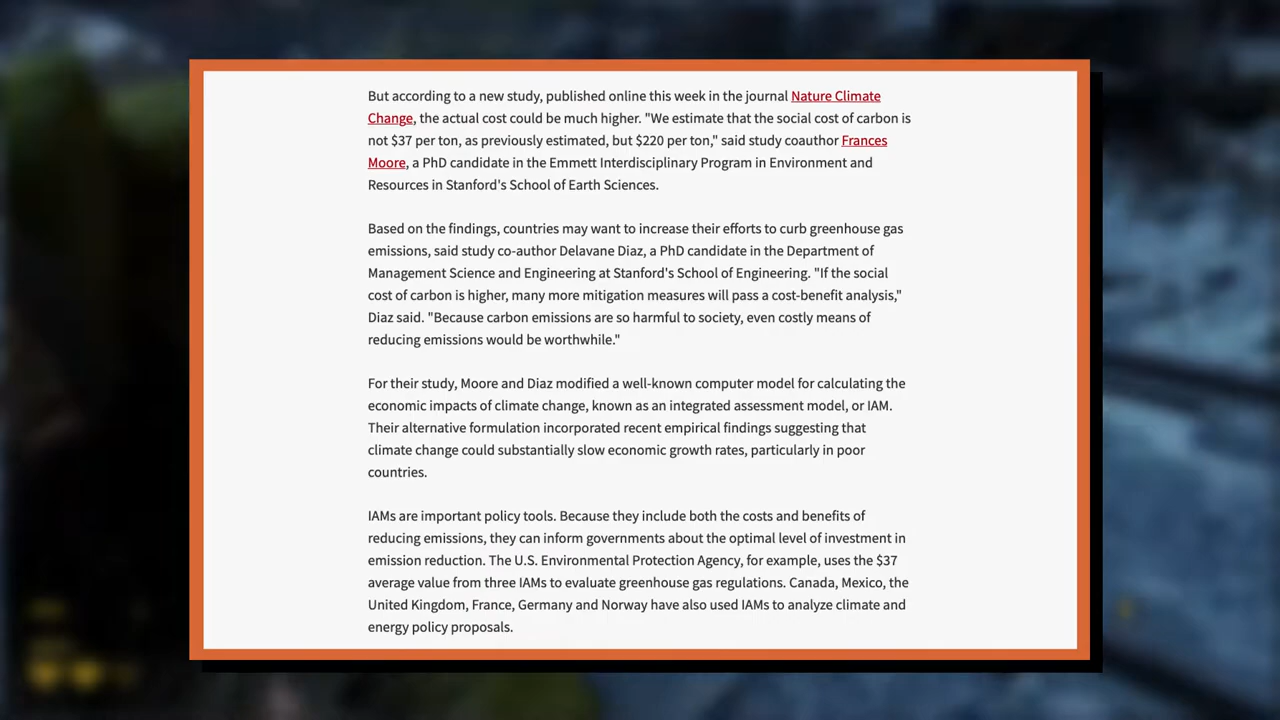 But according to a new study, published online this week in the journal Nature Climate
Change, the actual cost could be much higher. "We estimate that the social cost of carbon is
not $37 per ton, as previously estimated, but $220 per ton," said study coauthor Frances
Moore, a PhD candidate in the Emmett Interdisciplinary Program in Environment and
Resources in Stanford's School of Earth Sciences.
Based on the findings, countries may want to increase their efforts to curb greenhouse gas
emissions, said study co-author Delavane Diaz, a PhD candidate in the Department of
Management Science and Engineering at Stanford's School of Engineering. "If the social
cost of carbon is higher, many more mitigation measures will pass a cost-benefit analysis,"
Diaz said. "Because carbon emissions are so harmful to society, even costly means of
reducing emissions would be worthwhile."
For their study, Moore and Diaz modified a well-known computer model for calculating the
economic impacts of climate change, known as an integrated assessment model, or IAM.
Their alternative formulation incorporated recent empirical findings suggesting that
climate change could substantially slow economic growth rates, particularly in poor
countries.
IAMs are important policy tools. Because they include both the costs and benefits of
reducing emissions, they can inform governments about the optimal level of investment in
emission reduction. The U.S. Environmental Protection Agency, for example, uses the $37
average value from three IAMs to evaluate greenhouse gas regulations. Canada, Mexico, the
United Kingdom, France, Germany and Norway have also used IAMs to analyze climate and
energy policy proposals.